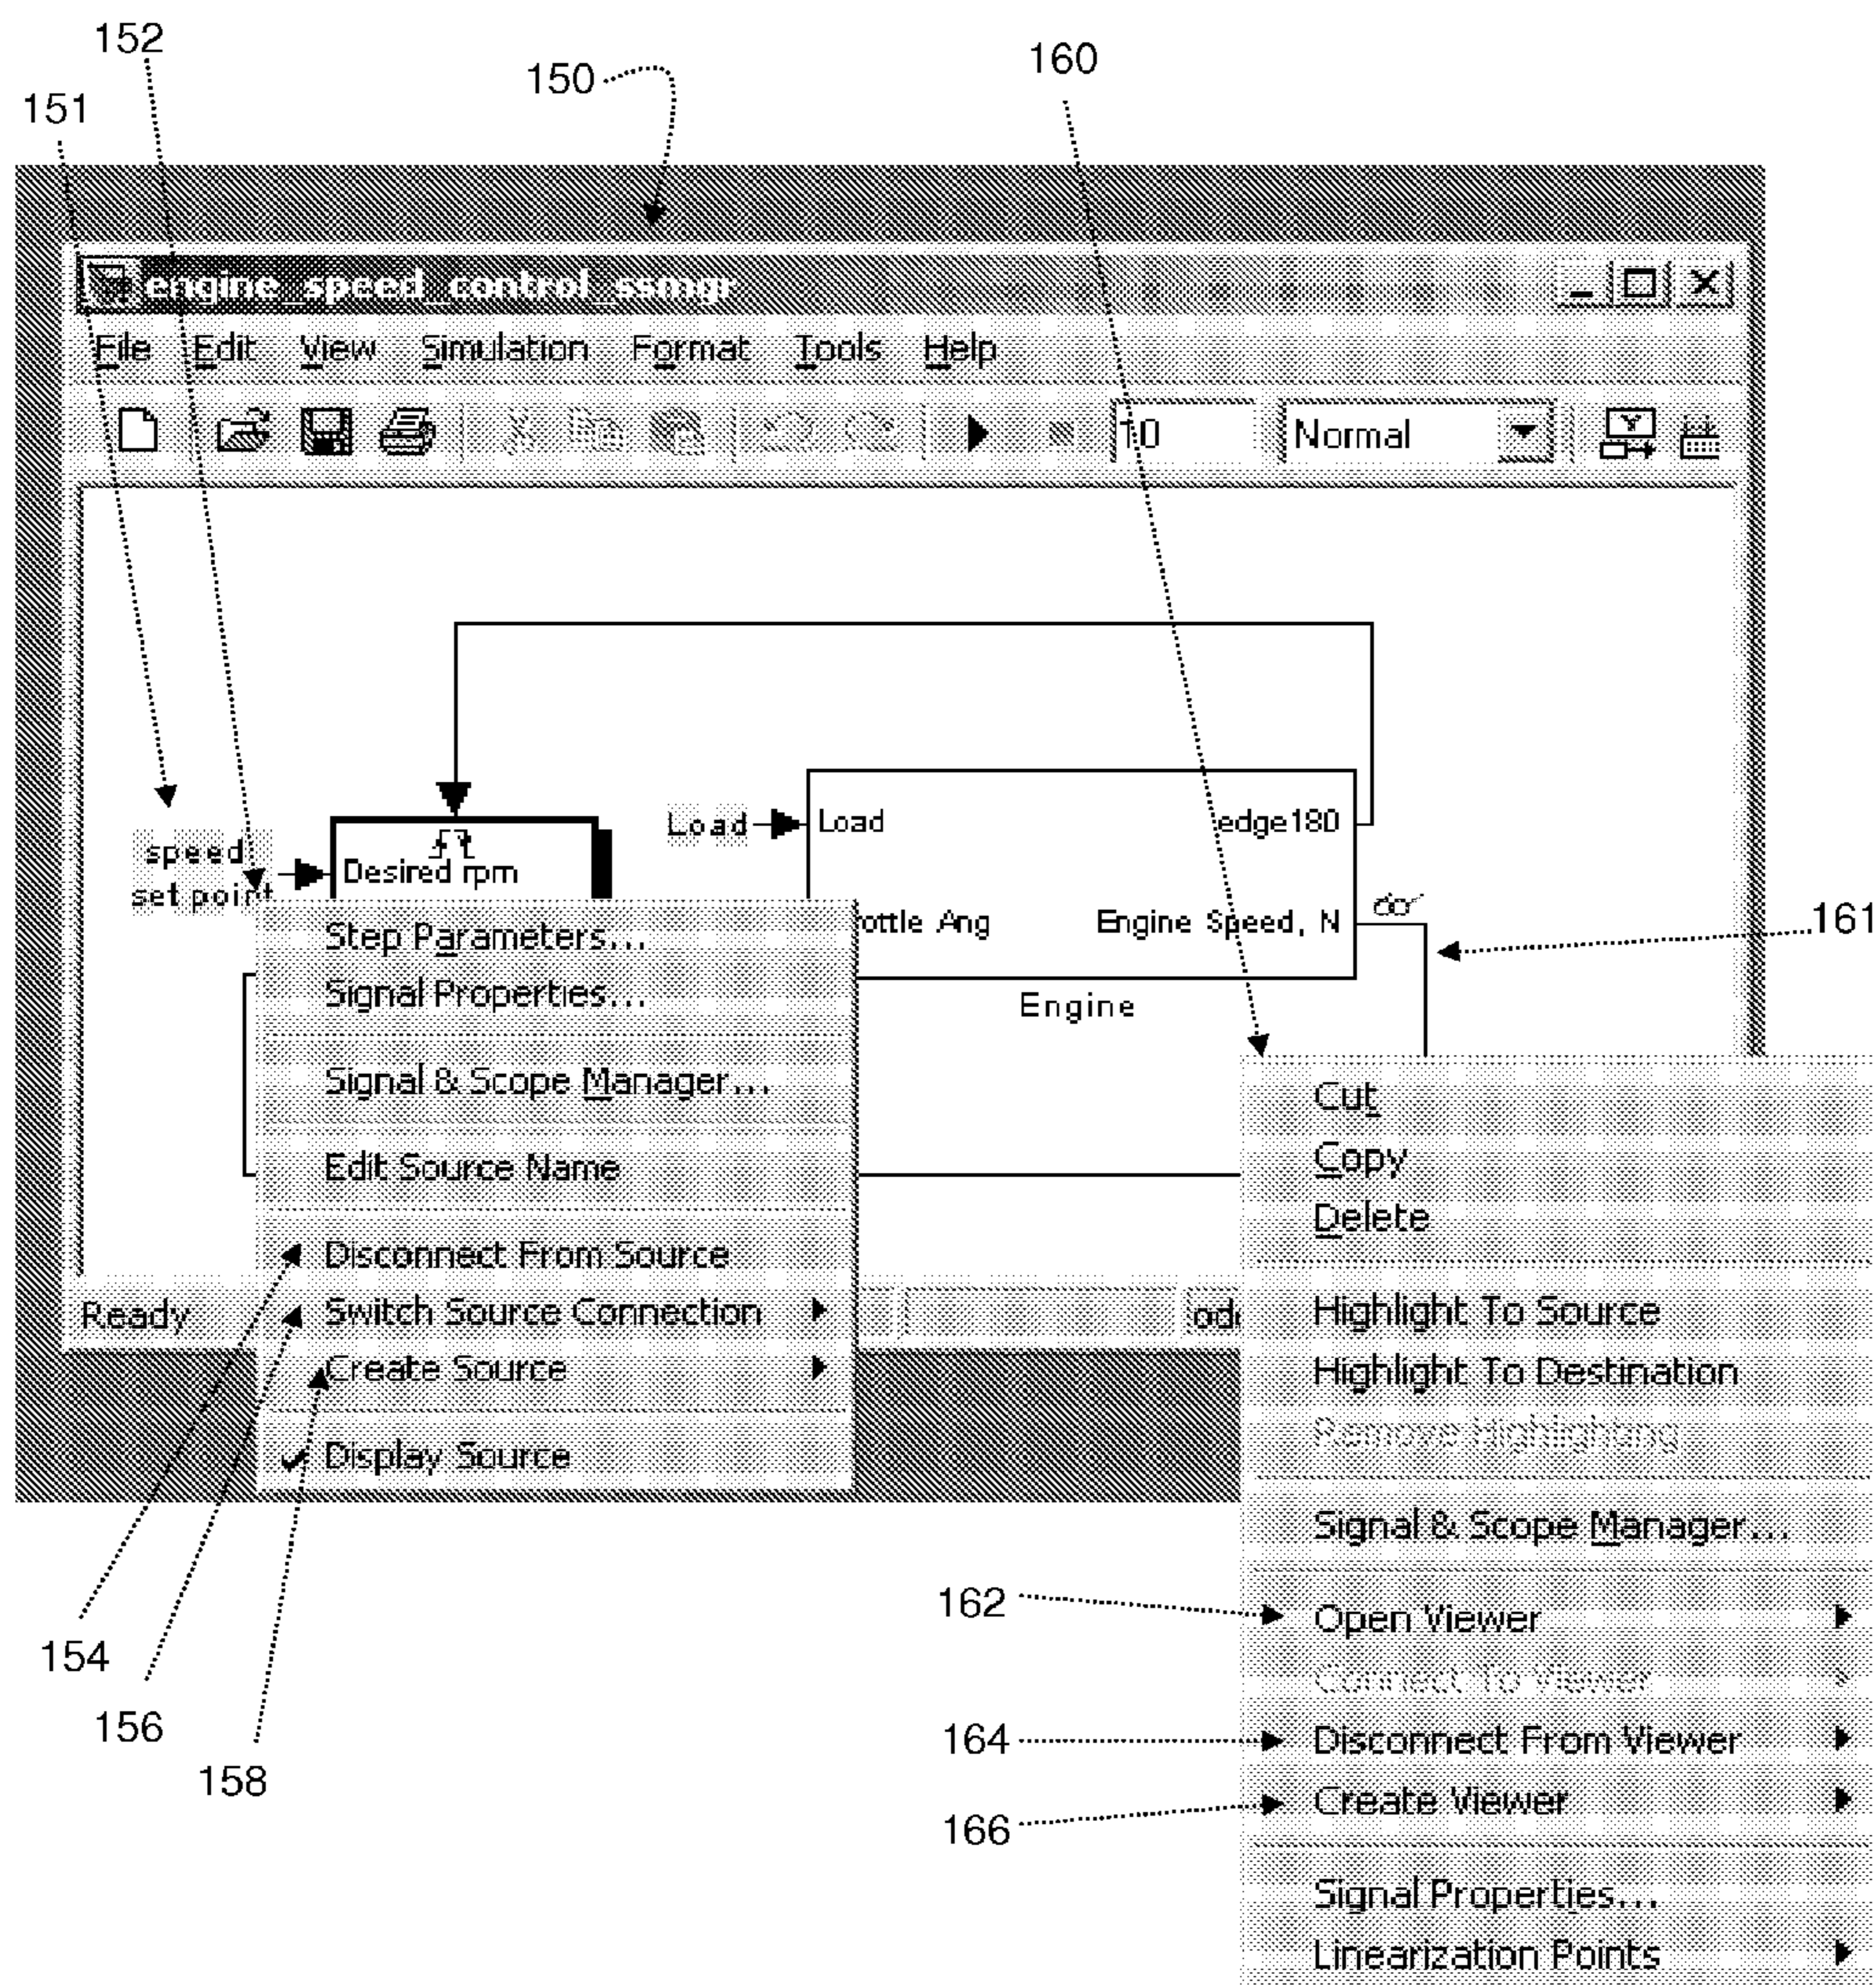 152
150
160
151
engine_speed_control_ssmgr
File Edit View Simulation Format Tools Help
10 Normal
speed
set point
Desired rpm
Load
Load
edge180
ottle Ang
Engine Speed, N
161
Engine
Step Parameters...
Signal Properties...
Signal & Scope Manager...
Edit Source Name
Disconnect From Source
Switch Source Connection
Create Source
Display Source
Ready
Cut
Copy
Delete
Highlight To Source
Highlight To Destination
Remove Highlighting
Signal & Scope Manager...
Open Viewer
Connect To Viewer
Disconnect From Viewer
Create Viewer
Signal Properties...
Linearization Points
154
156
158
162
164
166